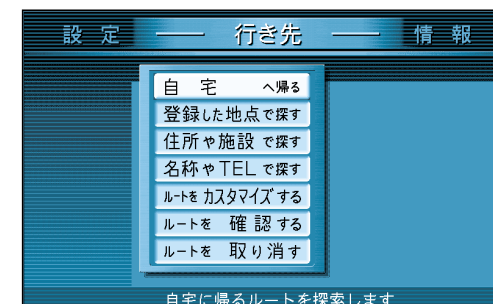 設定 行き先 情報
自宅へ帰る
登録した地点で探す
住所や施設で探す
名称やTELで探す
ルートをカスタマイズする
ルートを確認する
ルートを取り消す
自宅に帰るルートを探索します